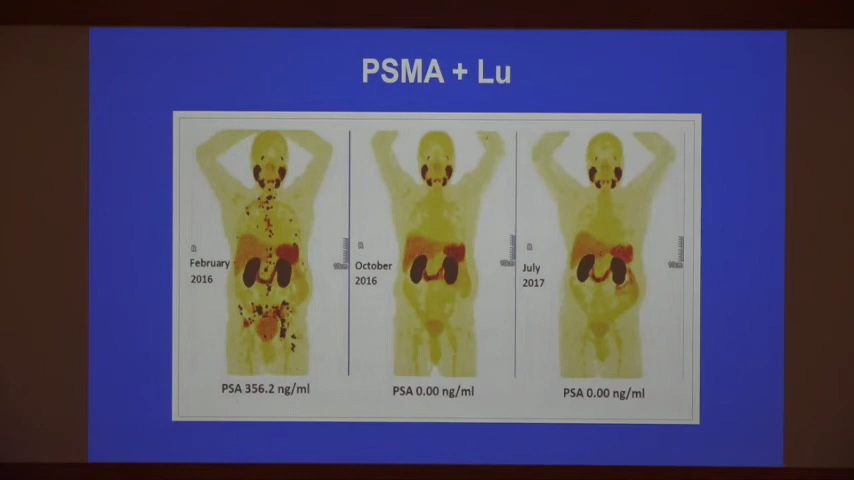 PSMA + Lu
February
2016
October
2016
July
2017
PSA 356.2 ng/ml
PSA 0.00 ng/ml
PSA 0.00 ng/ml